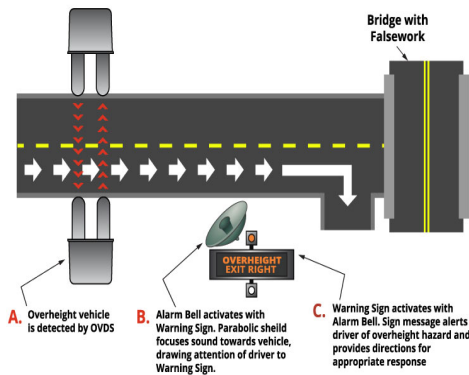 Bridge with
Falsework
OVERHEIGHT
EXIT RIGHT
A. Overheight vehicle
is detected by OVDS
B. Alarm Bell activates with
Warning Sign. Parabolic sheild
focuses sound towards vehicle,
drawing attention of driver to
Warning Sign.
C. Warning Sign activates with
Alarm Bell. Sign message alerts
driver of overheight hazard and
provides directions for
appropriate response